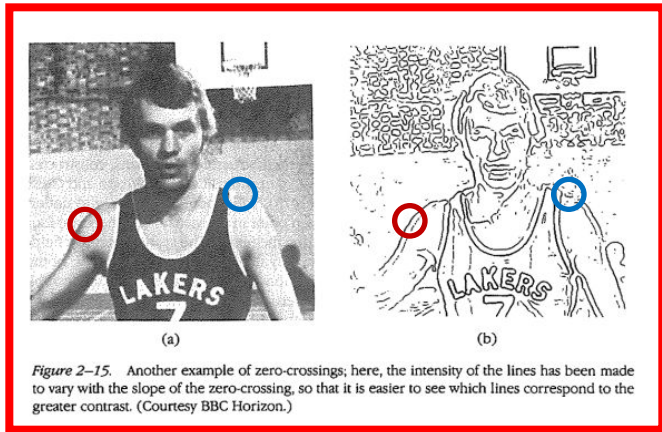 LAKERS
7
LAKERS
7
(a)
(b)
Figure 2–15. Another example of zero-crossings; here, the intensity of the lines has been made
to vary with the slope of the zero-crossing, so that it is easier to see which lines correspond to the
greater contrast. (Courtesy BBC Horizon.)